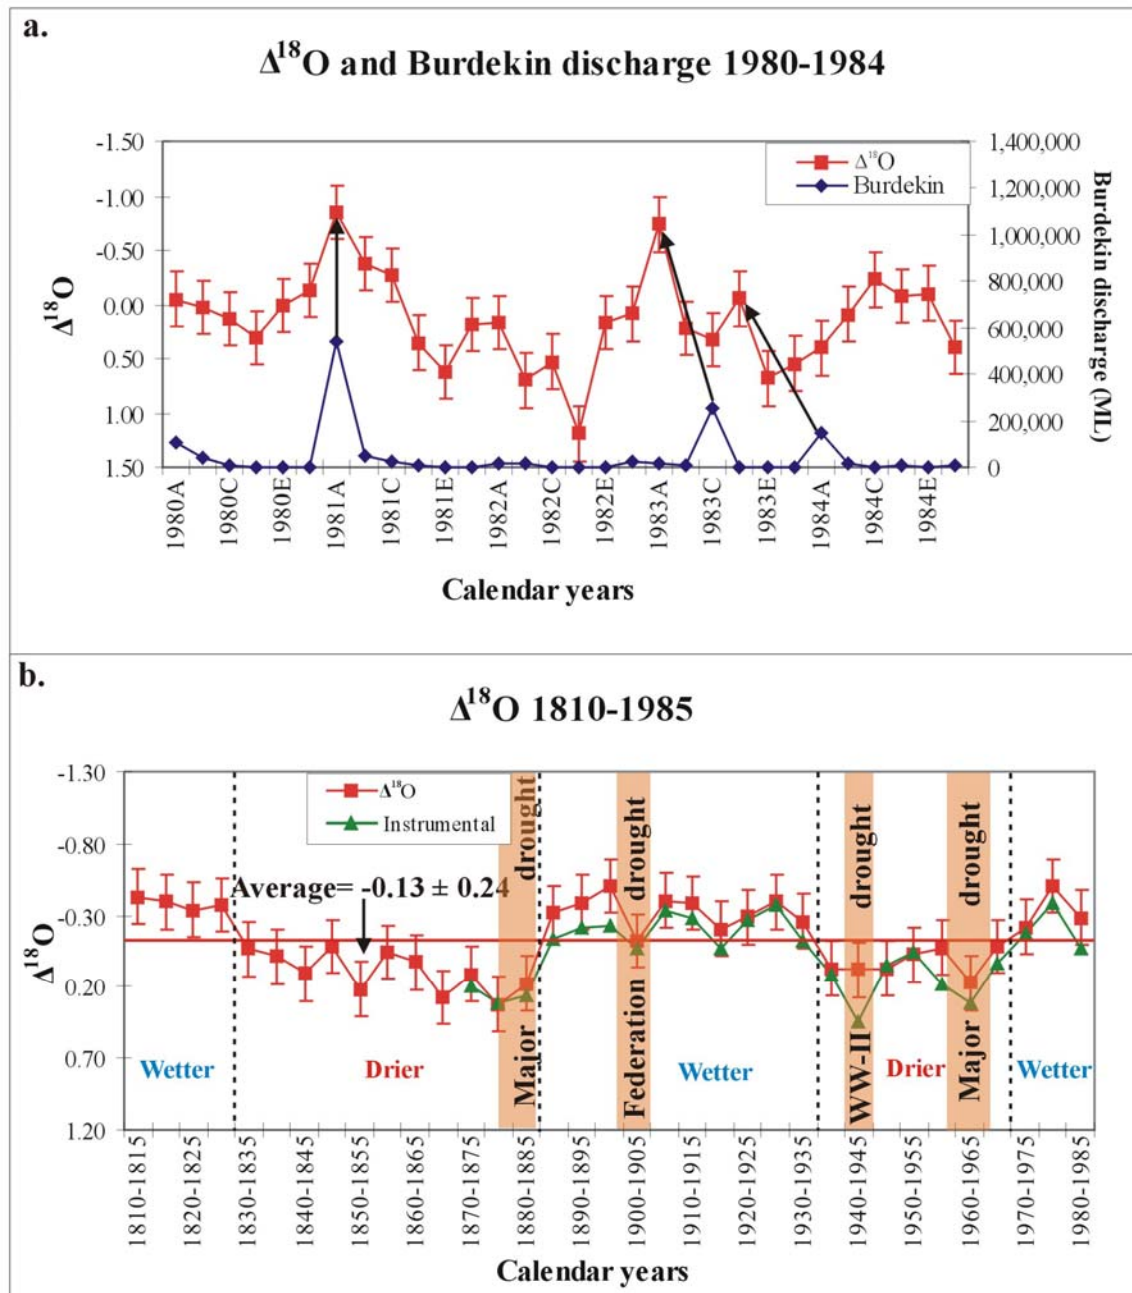 a.
Δ¹⁸O and Burdekin discharge 1980-1984
Δ¹⁸O
Burdekin
-1.50
-1.00
-0.50
0.00
0.50
1.00
1.50
Δ¹⁸O
1,400,000
1,200,000
1,000,000
800,000
600,000
400,000
200,000
0
Burdekin discharge (ML)
1980A
1980C
1980E
1981A
1981C
1981E
1982A
1982C
1982E
1983A
1983C
1983E
1984A
1984C
1984E
Calendar years
b.
Δ¹⁸O 1810-1985
Δ¹⁸O
Instrumental
Average= -0.13 ± 0.24
-1.30
-0.80
-0.30
0.20
0.70
1.20
Δ¹⁸O
Major drought
Federation drought
WW-II drought
Major drought
Wetter
Drier
Wetter
Drier
Wetter
1810-1815
1820-1825
1830-1835
1840-1845
1850-1855
1860-1865
1870-1875
1880-1885
1890-1895
1900-1905
1910-1915
1920-1925
1930-1935
1940-1945
1950-1955
1960-1965
1970-1975
1980-1985
Calendar years